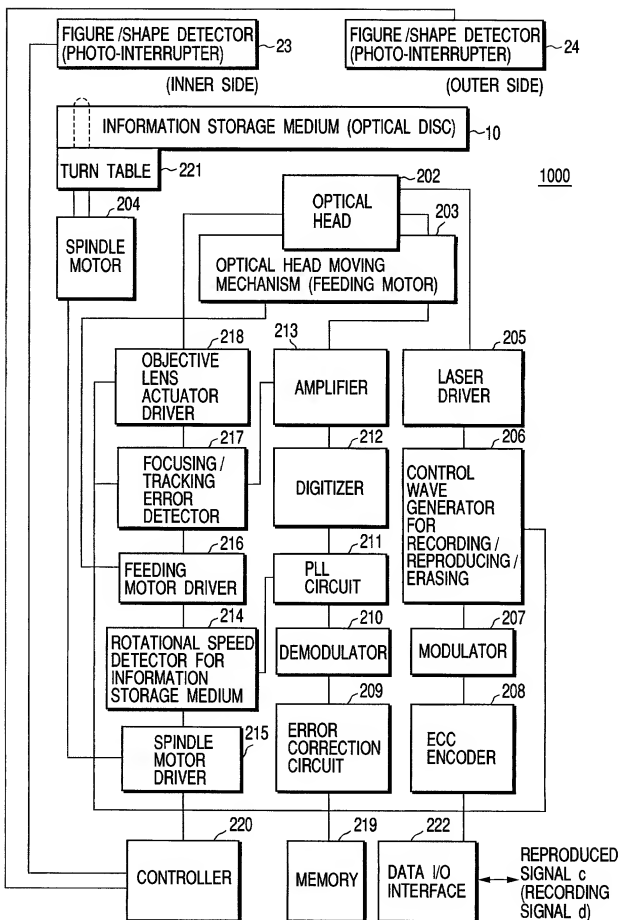 FIGURE/SHAPE DETECTOR
(PHOTO-INTERRUPTER)
23
(INNER SIDE)
FIGURE/SHAPE DETECTOR
(PHOTO-INTERRUPTER)
24
(OUTER SIDE)
INFORMATION STORAGE MEDIUM (OPTICAL DISC)
10
TURN TABLE
221
1000
204
SPINDLE
MOTOR
202
OPTICAL
HEAD
203
OPTICAL HEAD MOVING
MECHANISM (FEEDING MOTOR)
218
OBJECTIVE
LENS
ACTUATOR
DRIVER
213
AMPLIFIER
205
LASER
DRIVER
217
FOCUSING/
TRACKING
ERROR
DETECTOR
212
DIGITIZER
206
CONTROL
WAVE
GENERATOR
FOR
RECORDING/
REPRODUCING/
ERASING
216
FEEDING
MOTOR DRIVER
211
PLL
CIRCUIT
214
ROTATIONAL SPEED
DETECTOR FOR
INFORMATION
STORAGE MEDIUM
210
DEMODULATOR
207
MODULATOR
215
SPINDLE
MOTOR
DRIVER
209
ERROR
CORRECTION
CIRCUIT
208
ECC
ENCODER
220
CONTROLLER
219
MEMORY
222
DATA I/O
INTERFACE
REPRODUCED
SIGNAL c
(RECORDING
SIGNAL d)